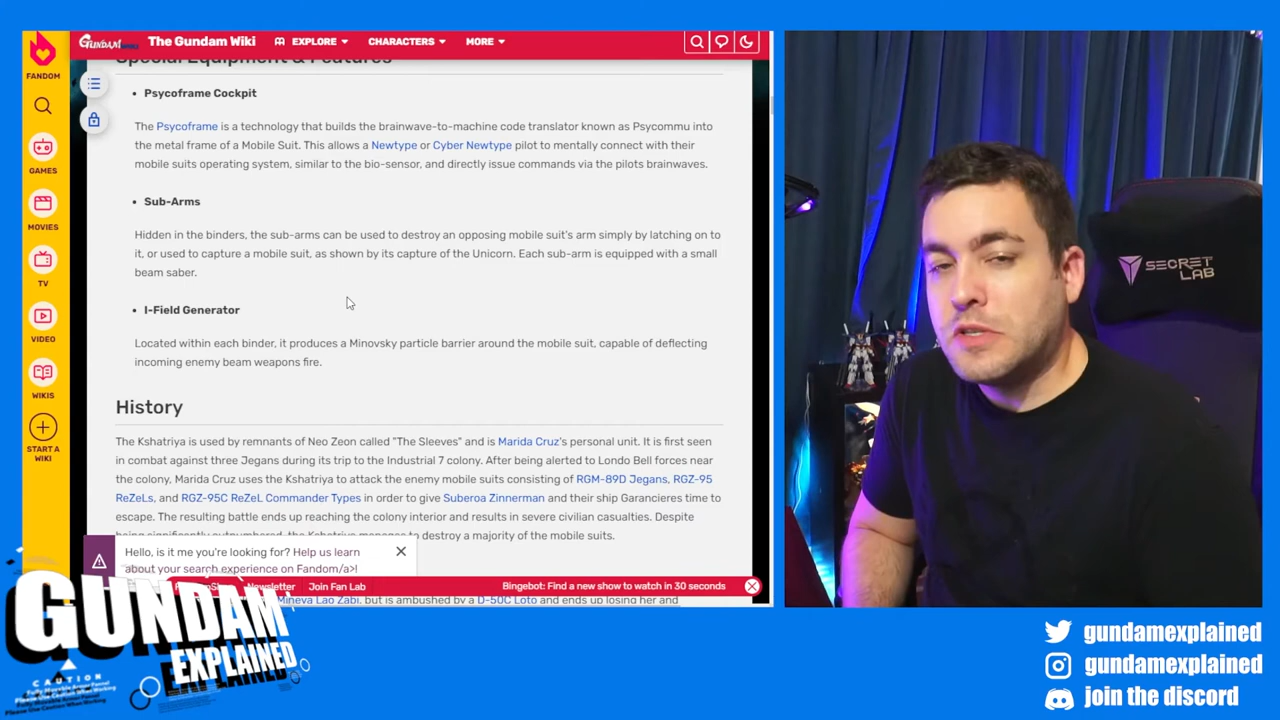 FANDOM
GAMES
MOVIES
TV
VIDEO
WIKIS
START A
WIKI
GUNDAM
The Gundam Wiki
EXPLORE
CHARACTERS
MORE
Special Equipment & Features
• Psycoframe Cockpit
The Psycoframe is a technology that builds the brainwave-to-machine code translator known as Psycommu into
the metal frame of a Mobile Suit. This allows a Newtype or Cyber Newtype pilot to mentally connect with their
mobile suits operating system, similar to the bio-sensor, and directly issue commands via the pilots brainwaves.
• Sub-Arms
Hidden in the binders, the sub-arms can be used to destroy an opposing mobile suit's arm simply by latching on to
it, or used to capture a mobile suit, as shown by its capture of the Unicorn. Each sub-arm is equipped with a small
beam saber.
• I-Field Generator
Located within each binder, it produces a Minovsky particle barrier around the mobile suit, capable of deflecting
incoming enemy beam weapons fire.
History
The Kshatriya is used by remnants of Neo Zeon called "The Sleeves" and is Marida Cruz's personal unit. It is first seen
in combat against three Jegans during its trip to the Industrial 7 colony. After being alerted to Londo Bell forces near
the colony, Marida Cruz uses the Kshatriya to attack the enemy mobile suits consisting of RGM-89D Jegans, RGZ-95
ReZeLs, and RGZ-95C ReZeL Commander Types in order to give Suberoa Zinnerman and their ship Garancieres time to
escape. The resulting battle ends up reaching the colony interior and results in severe civilian casualties. Despite
being significantly outnumbered, the Kshatriya manages to destroy a majority of the mobile suits.
Hello, is it me you're looking for? Help us learn
about your search experience on Fandom/a>!
Newsletter
Join Fan Lab
Bingebot: Find a new show to watch in 30 seconds
Mineva Lao Zabi, but is ambushed by a D-50C Loto and ends up losing her and
SECRET
LAB
GUNDAM
EXPLAINED
CAUTION
gundamexplained
gundamexplained
join the discord